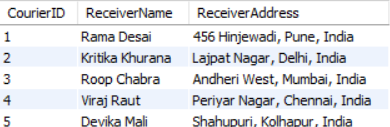 CourierID ReceiverName ReceiverAddress
1 Rama Desai 456 Hinjewadi, Pune, India
2 Kritika Khurana Lajpat Nagar, Delhi, India
3 Roop Chabra Andheri West, Mumbai, India
4 Viraj Raut Periyar Nagar, Chennai, India
5 Devika Mali Shahupuri, Kolhapur, India